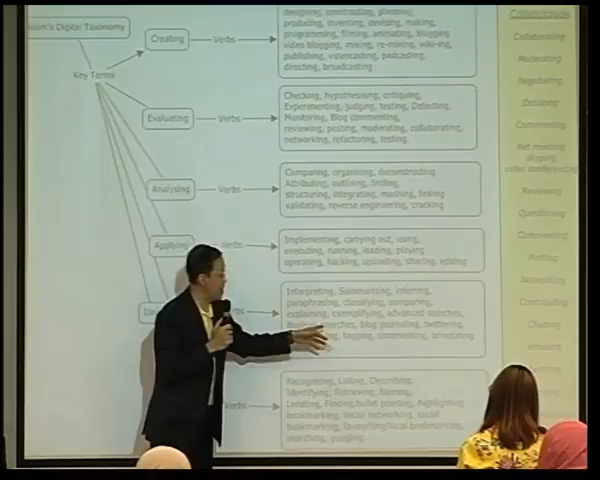 Bloom's Digital Taxonomy
Key Terms
Creating
Verbs
designing, constructing, planning,
producing, inventing, devising, making,
programming, filming, animating, blogging
video blogging, mixing, re-mixing, wiki-ing,
publishing, videocasting, podcasting,
directing, broadcasting
Evaluating
Verbs
Checking, hypothesising, critiquing,
Experimenting, judging, testing, Detecting,
Monitoring, Blog commenting,
reviewing, posting, moderating, collaborating,
networking, refactoring, testing.
Analysing
Verbs
Comparing, organising, deconstructing
Attributing, outlining, finding,
structuring, integrating, mashing, linking
validating, reverse engineering, cracking
Applying
Verbs
Implementing, carrying out, using,
executing, running, loading, playing
operating, hacking, uploading, sharing, editing
Interpreting, Summarising, inferring,
paraphrasing, classifying, comparing,
explaining, exemplifying, advanced searches,
searches, blog journaling, twittering,
tagging, commenting, annotating
Verbs
Recognising, Listing, Describing,
Identifying, Retrieving, Naming,
Locating, Finding, bullet pointing, highlighting
bookmarking, social networking, social
bookmarking, favouriting/local bookmarking,
searching, googling.
Collaborating
Moderating
Negotiating
Debating
Commenting
Net meeting
skyping
video conferencing
Reviewing
Questioning
Commenting
Posting
Networking
Contributing
Chatting